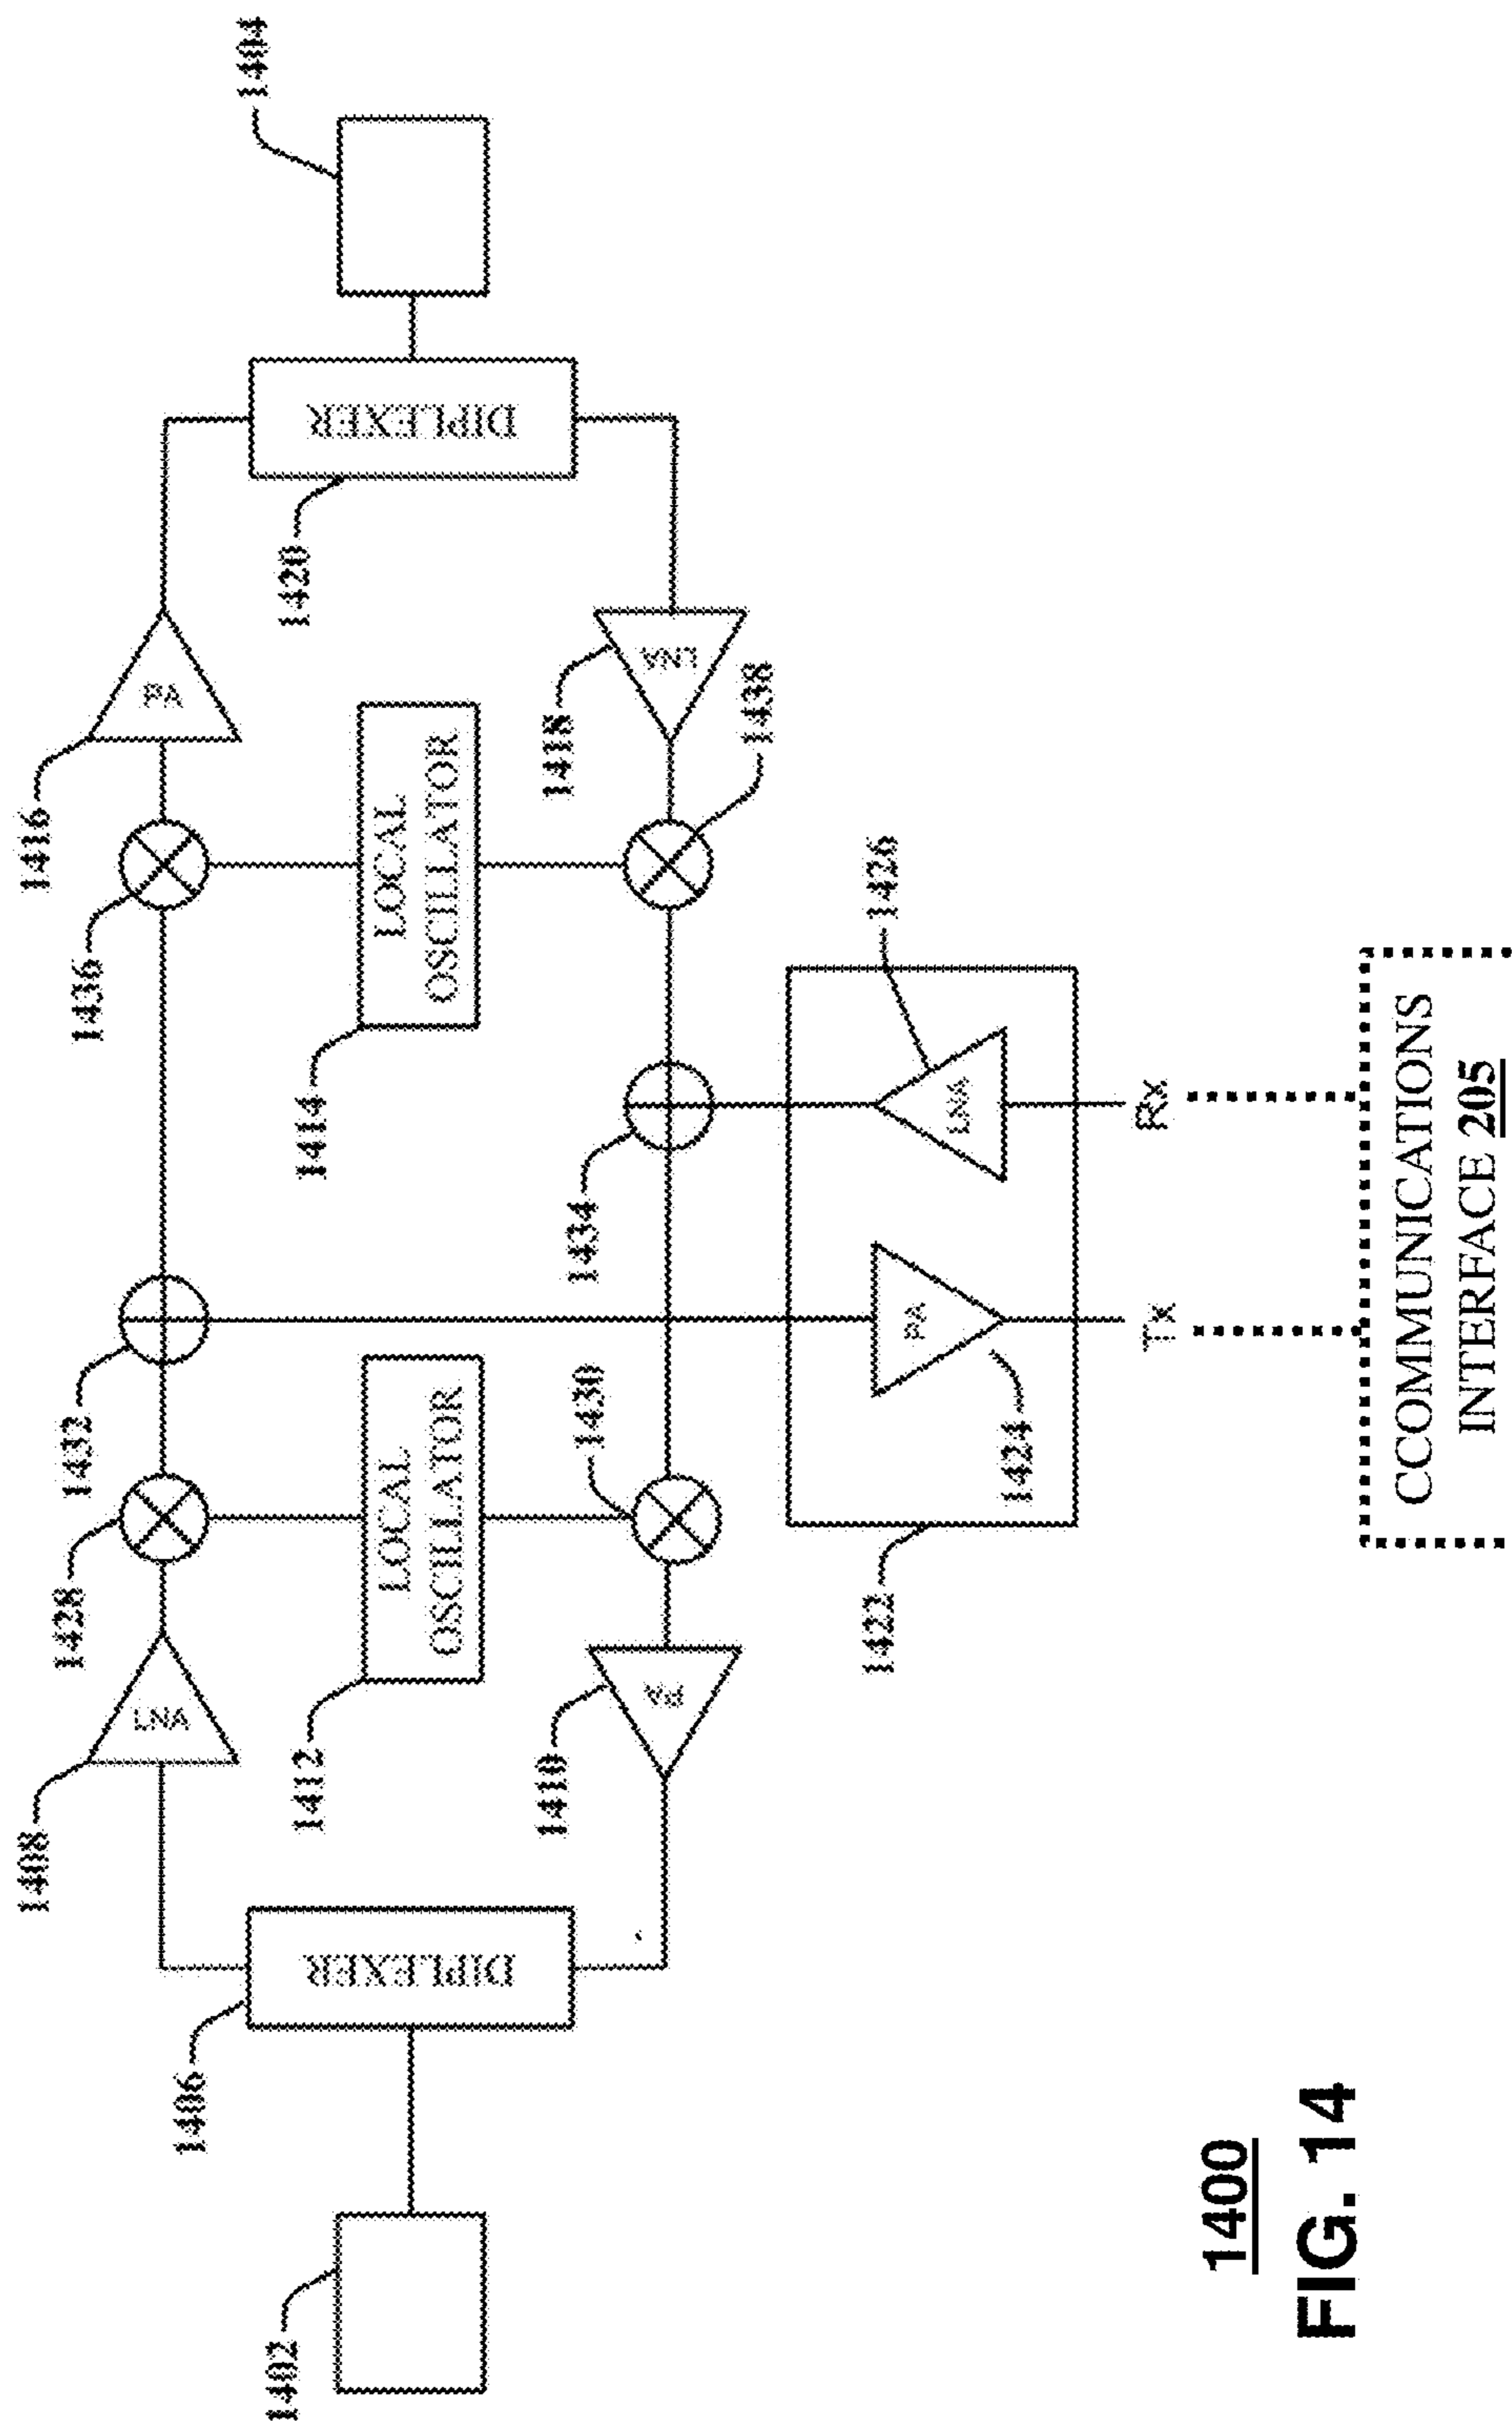 1404
1416
DIPLEXER
1420
PA
1436
LOCAL
OSCILLATOR
1414
LNA
1418
1438
1432
1434
1426
LNA
Rx
1428
LOCAL
OSCILLATOR
1412
1430
PA
1424
Tx
1422
CCOMMUNICATIONS
INTERFACE 205
1408
LNA
PA
1410
DIPLEXER
1406
1402
1400
FIG. 14